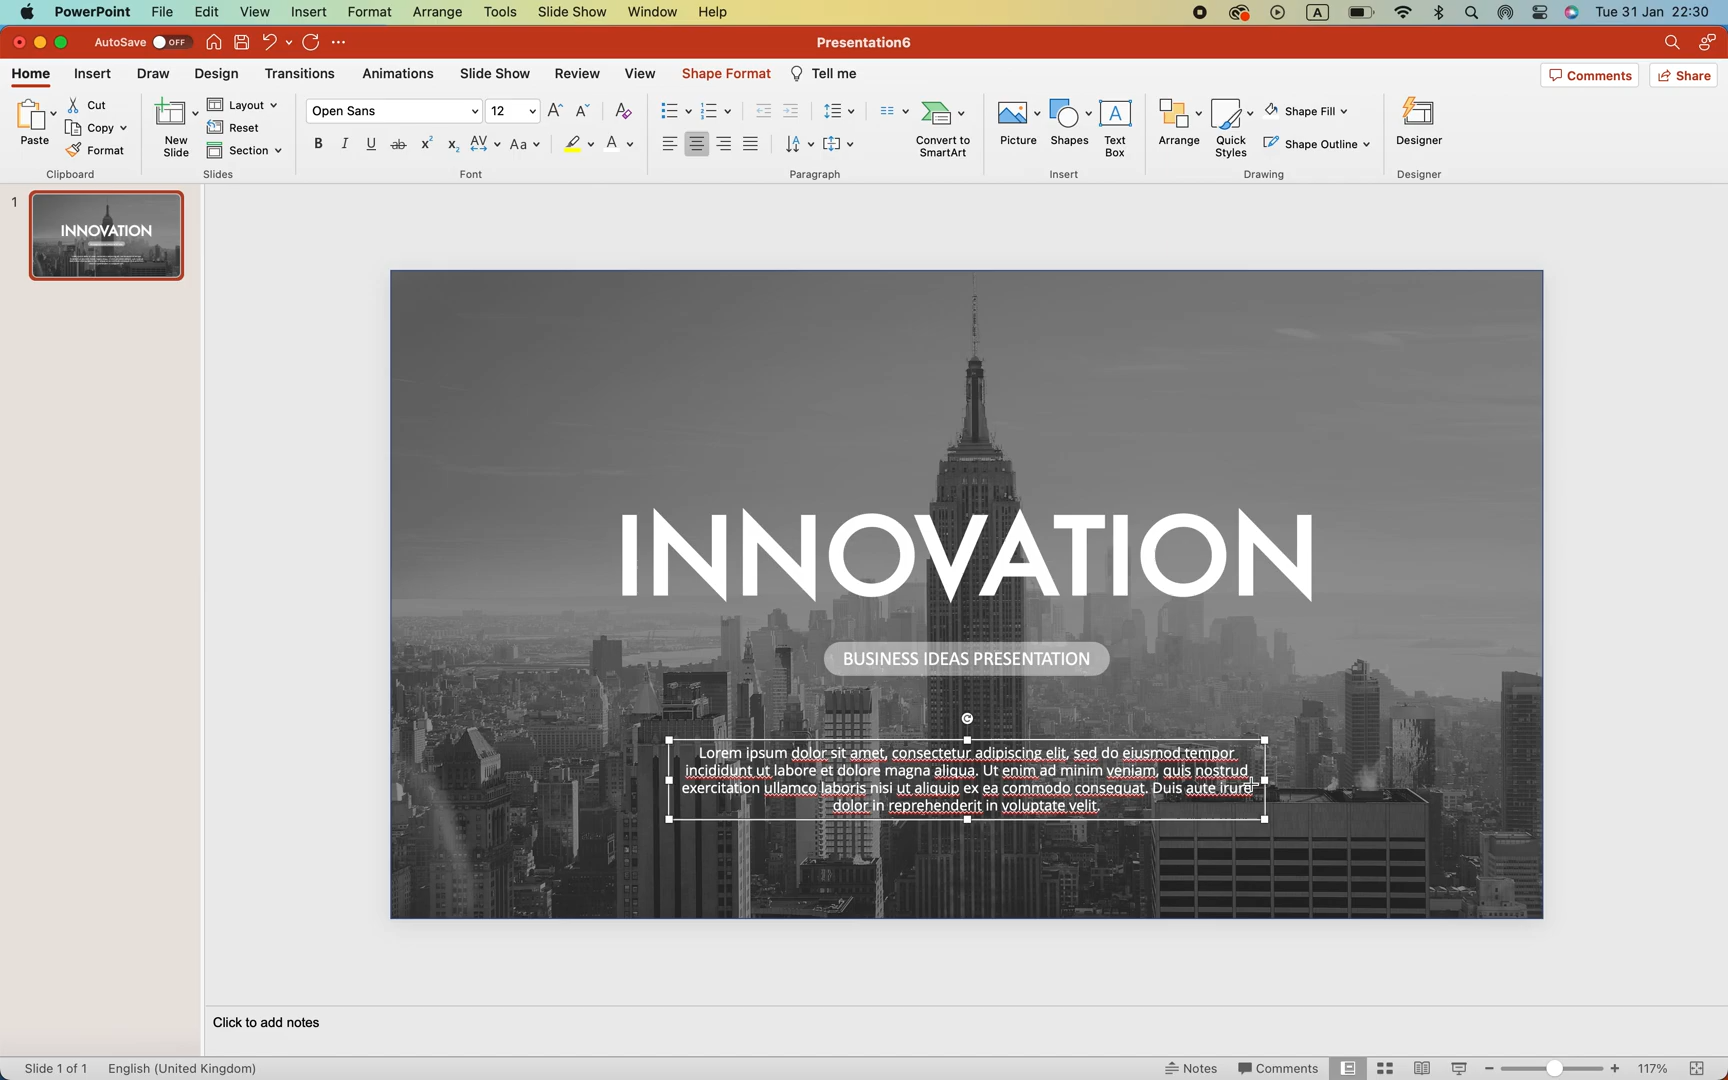 PowerPoint File Edit View Insert Format Arrange Tools Slide Show Window Help A Tue 31 Jan 22:30
AutoSave OFF Presentation6
Home Insert Draw Design Transitions Animations Slide Show Review View Shape Format Tell me Comments Share
Paste Cut Copy Format Clipboard
New Slide Layout Reset Section Slides
Open Sans 12 Font
Paragraph
Convert to SmartArt
Picture Shapes Text Box Insert
Arrange Quick Styles Shape Fill Shape Outline Drawing
Designer Designer
1
INNOVATION
INNOVATION
BUSINESS IDEAS PRESENTATION
Lorem ipsum dolor sit amet, consectetur adipiscing elit, sed do eiusmod tempor
incididunt ut labore et dolore magna aliqua. Ut enim ad minim veniam, quis nostrud
exercitation ullamco laboris nisi ut aliquip ex ea commodo consequat. Duis aute irure
dolor in reprehenderit in voluptate velit.
Click to add notes
Slide 1 of 1 English (United Kingdom) Notes Comments 117%